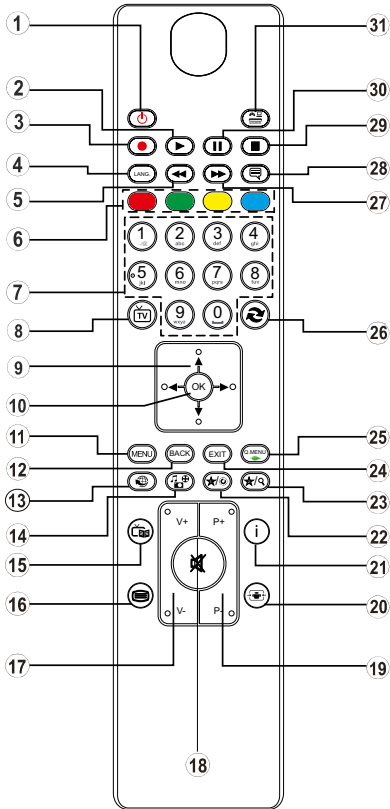 1
31
2
30
3
29
4
LANG.
28
5
27
6
1
2 abc
3 def
4 ghi
7
5 jkl
6 mno
7 pqrs
8 tuv
8
TV
9 wxyz
0
26
9
10
OK
11
MENU
BACK
EXIT
Q.MENU
25
12
24
13
23
14
22
15
V+
P+
i
21
16
20
17
V-
P-
19
18